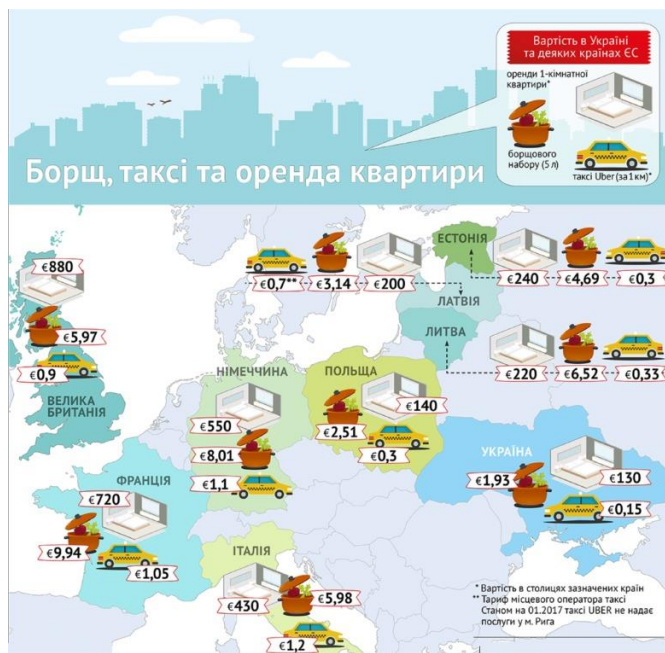 Вартість в Україні
та деяких країнах ЄС
оренди 1-кімнатної
квартири*
борщового
набору (5 л)
таксі Uber (за 1 км)*
Борщ, таксі та оренда квартири
ЕСТОНІЯ
€240
€4,69
€0,3
€0,7**
€3,14
€200
ЛАТВІЯ
ЛИТВА
€220
€6,52
€0,33
€880
€5,97
€0,9
ВЕЛИКА
БРИТАНІЯ
НІМЕЧЧИНА
€550
€8,01
€1,1
ПОЛЬЩА
€140
€2,51
€0,3
УКРАЇНА
€1,93
€130
€0,15
ФРАНЦІЯ
€720
€9,94
€1,05
ІТАЛІЯ
€430
€5,98
€1,2
* Вартість в столицях зазначених країн
** Тариф місцевого оператора таксі
Станом на 01.2017 таксі UBER не надає
послуги у м. Рига